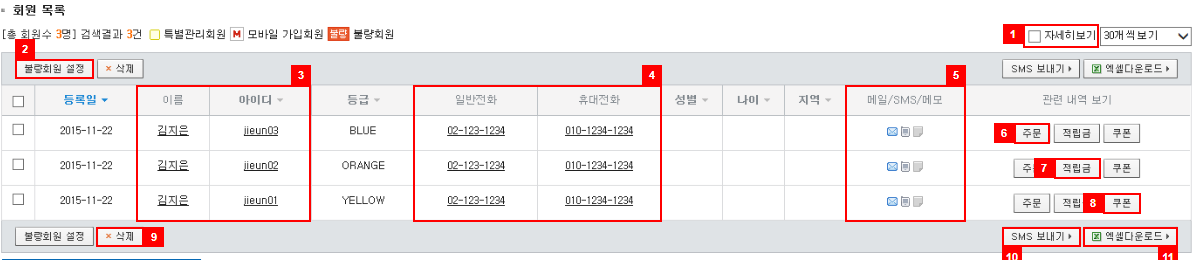 회원 목록
[총 회원수 3명] 검색결과 3건 특별관리회원 M 모바일 가입회원 불량 불량회원
1 자세히보기 30개씩보기
2
불량회원 설정 × 삭제 3 4 5 SMS 보내기 엑셀다운로드
등록일 이름 아이디 등급 일반전화 휴대전화 성별 나이 지역 메일/SMS/메모 관련 내역 보기
2015-11-22 김지은 jieun03 BLUE 02-123-1234 010-1234-1234 6 주문 적립금 쿠폰
2015-11-22 김지은 jieun02 ORANGE 02-123-1234 010-1234-1234 주 7 적립금 쿠폰
2015-11-22 김지은 jieun01 YELLOW 02-123-1234 010-1234-1234 주문 적립 8 쿠폰
불량회원 설정 × 삭제 9 SMS 보내기 엑셀다운로드
10 11